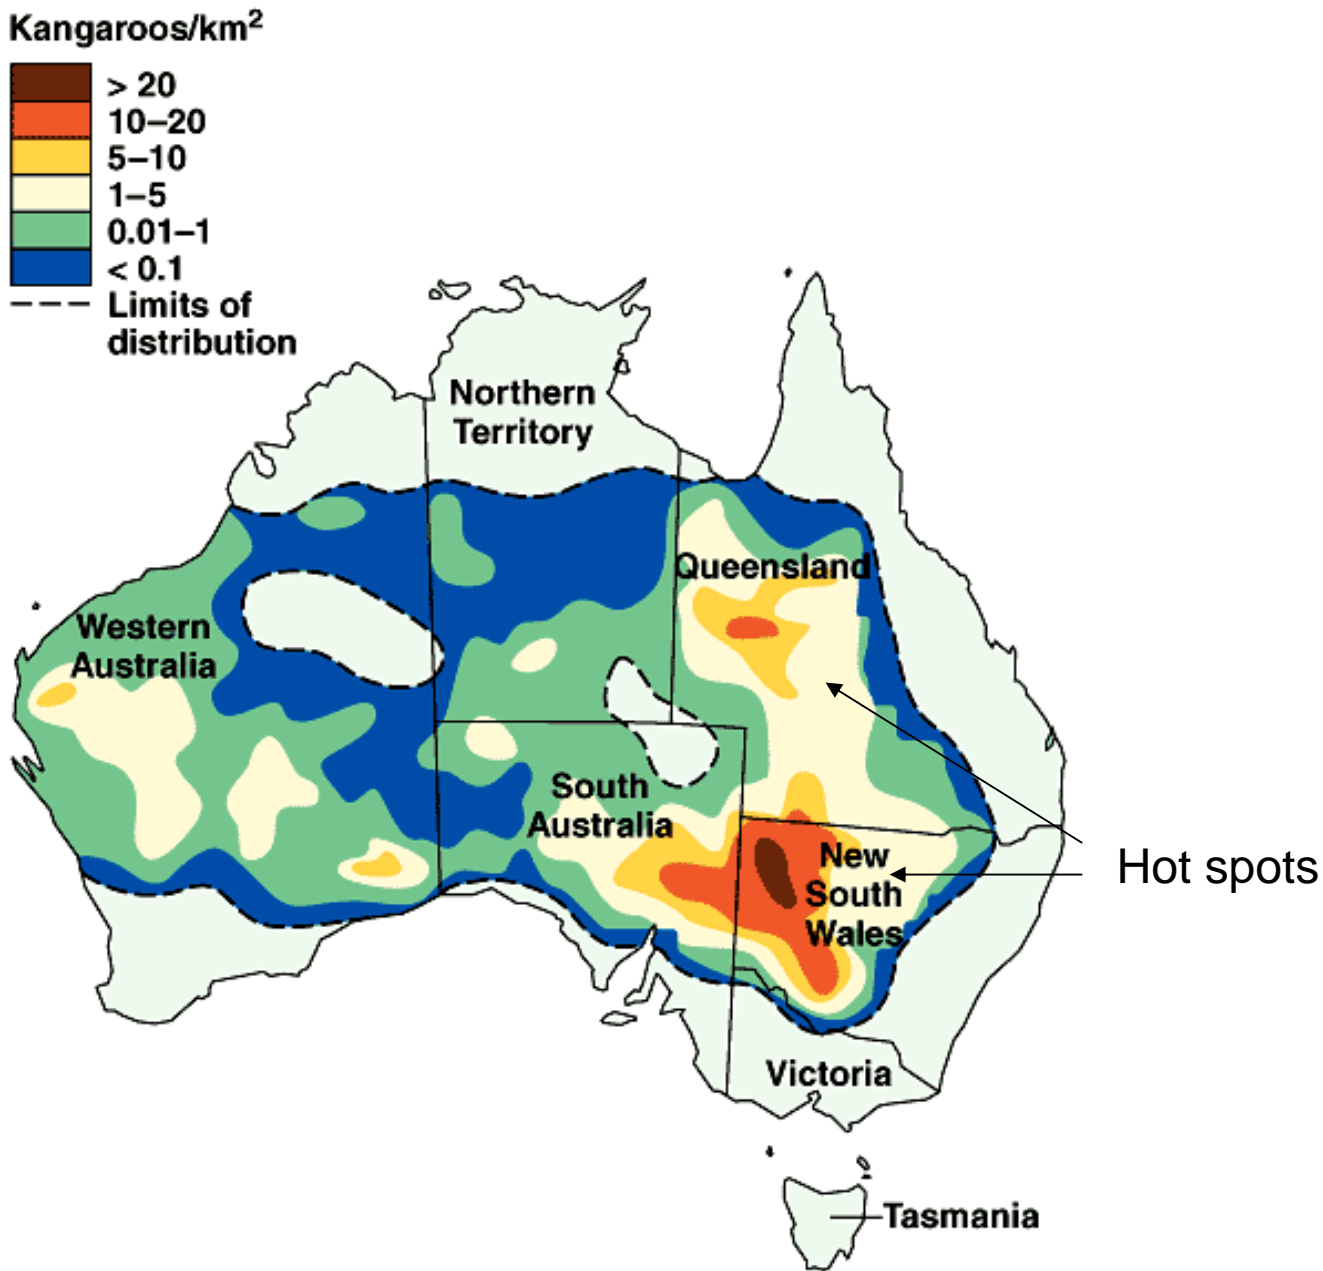 Kangaroos/km²
> 20
10–20
5–10
1–5
0.01–1
< 0.1
Limits of
distribution
Northern
Territory
Queensland
Western
Australia
South
Australia
New
South
Wales
Hot spots
Victoria
Tasmania